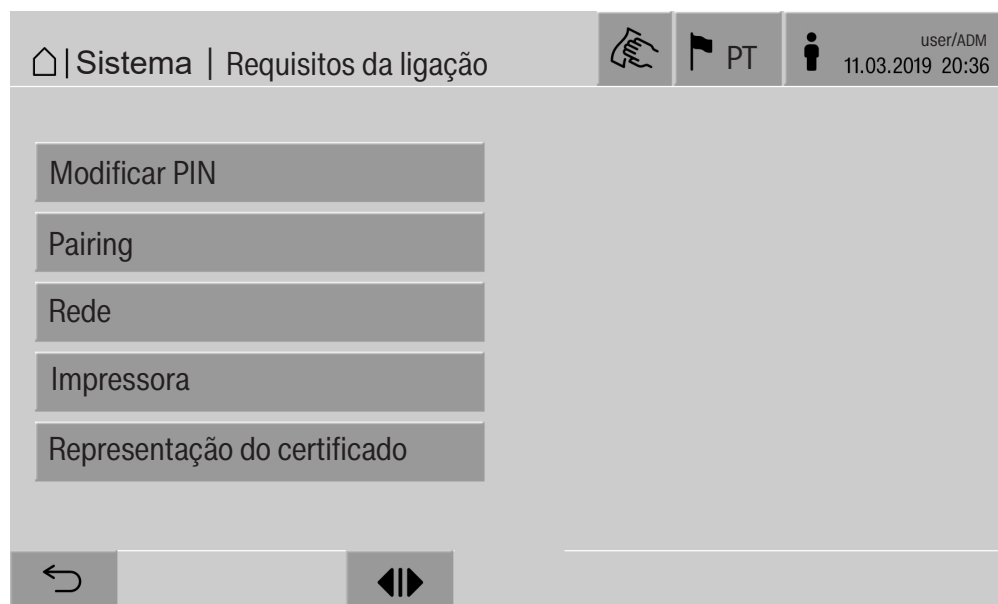 | Sistema | Requisitos da ligação
PT
user/ADM
11.03.2019 20:36
Modificar PIN
Pairing
Rede
Impressora
Representação do certificado